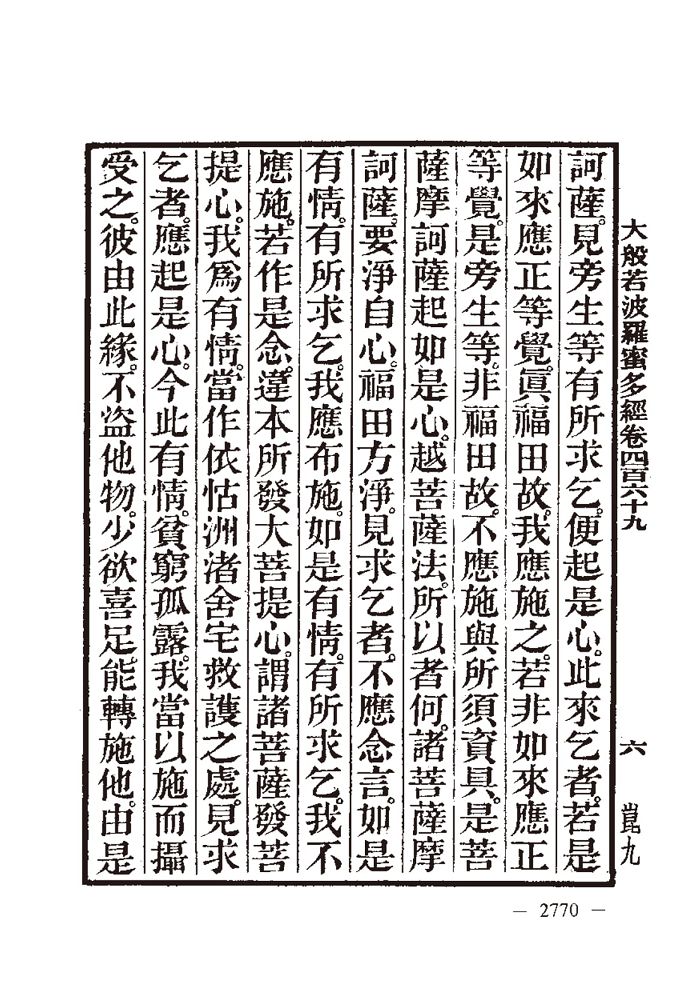 大般若波羅蜜多經卷四百六十九
六
崑九
訶薩。見旁生等有所求乞。便起是心。此來乞者。若是
如來應正等覺。眞福田故。我應施之。若非如來應正
等覺。是旁生等。非福田故。不應施與所須資具。是菩
薩摩訶薩起如是心。越菩薩法。所以者何。諸菩薩摩
訶薩。要淨自心。福田方淨。見求乞者。不應念言。如是
有情。有所求乞。我應布施。如是有情。有所求乞。我不
應施。若作是念。違本所發大菩提心。謂諸菩薩發菩
提心。我爲有情。當作依怙洲渚舍宅救護之處。見求
乞者。應起是心。今此有情。貧窮孤露。我當以施而攝
受之。彼由此緣。不盜他物。少欲喜足。能轉施他。由是
— 2770 —